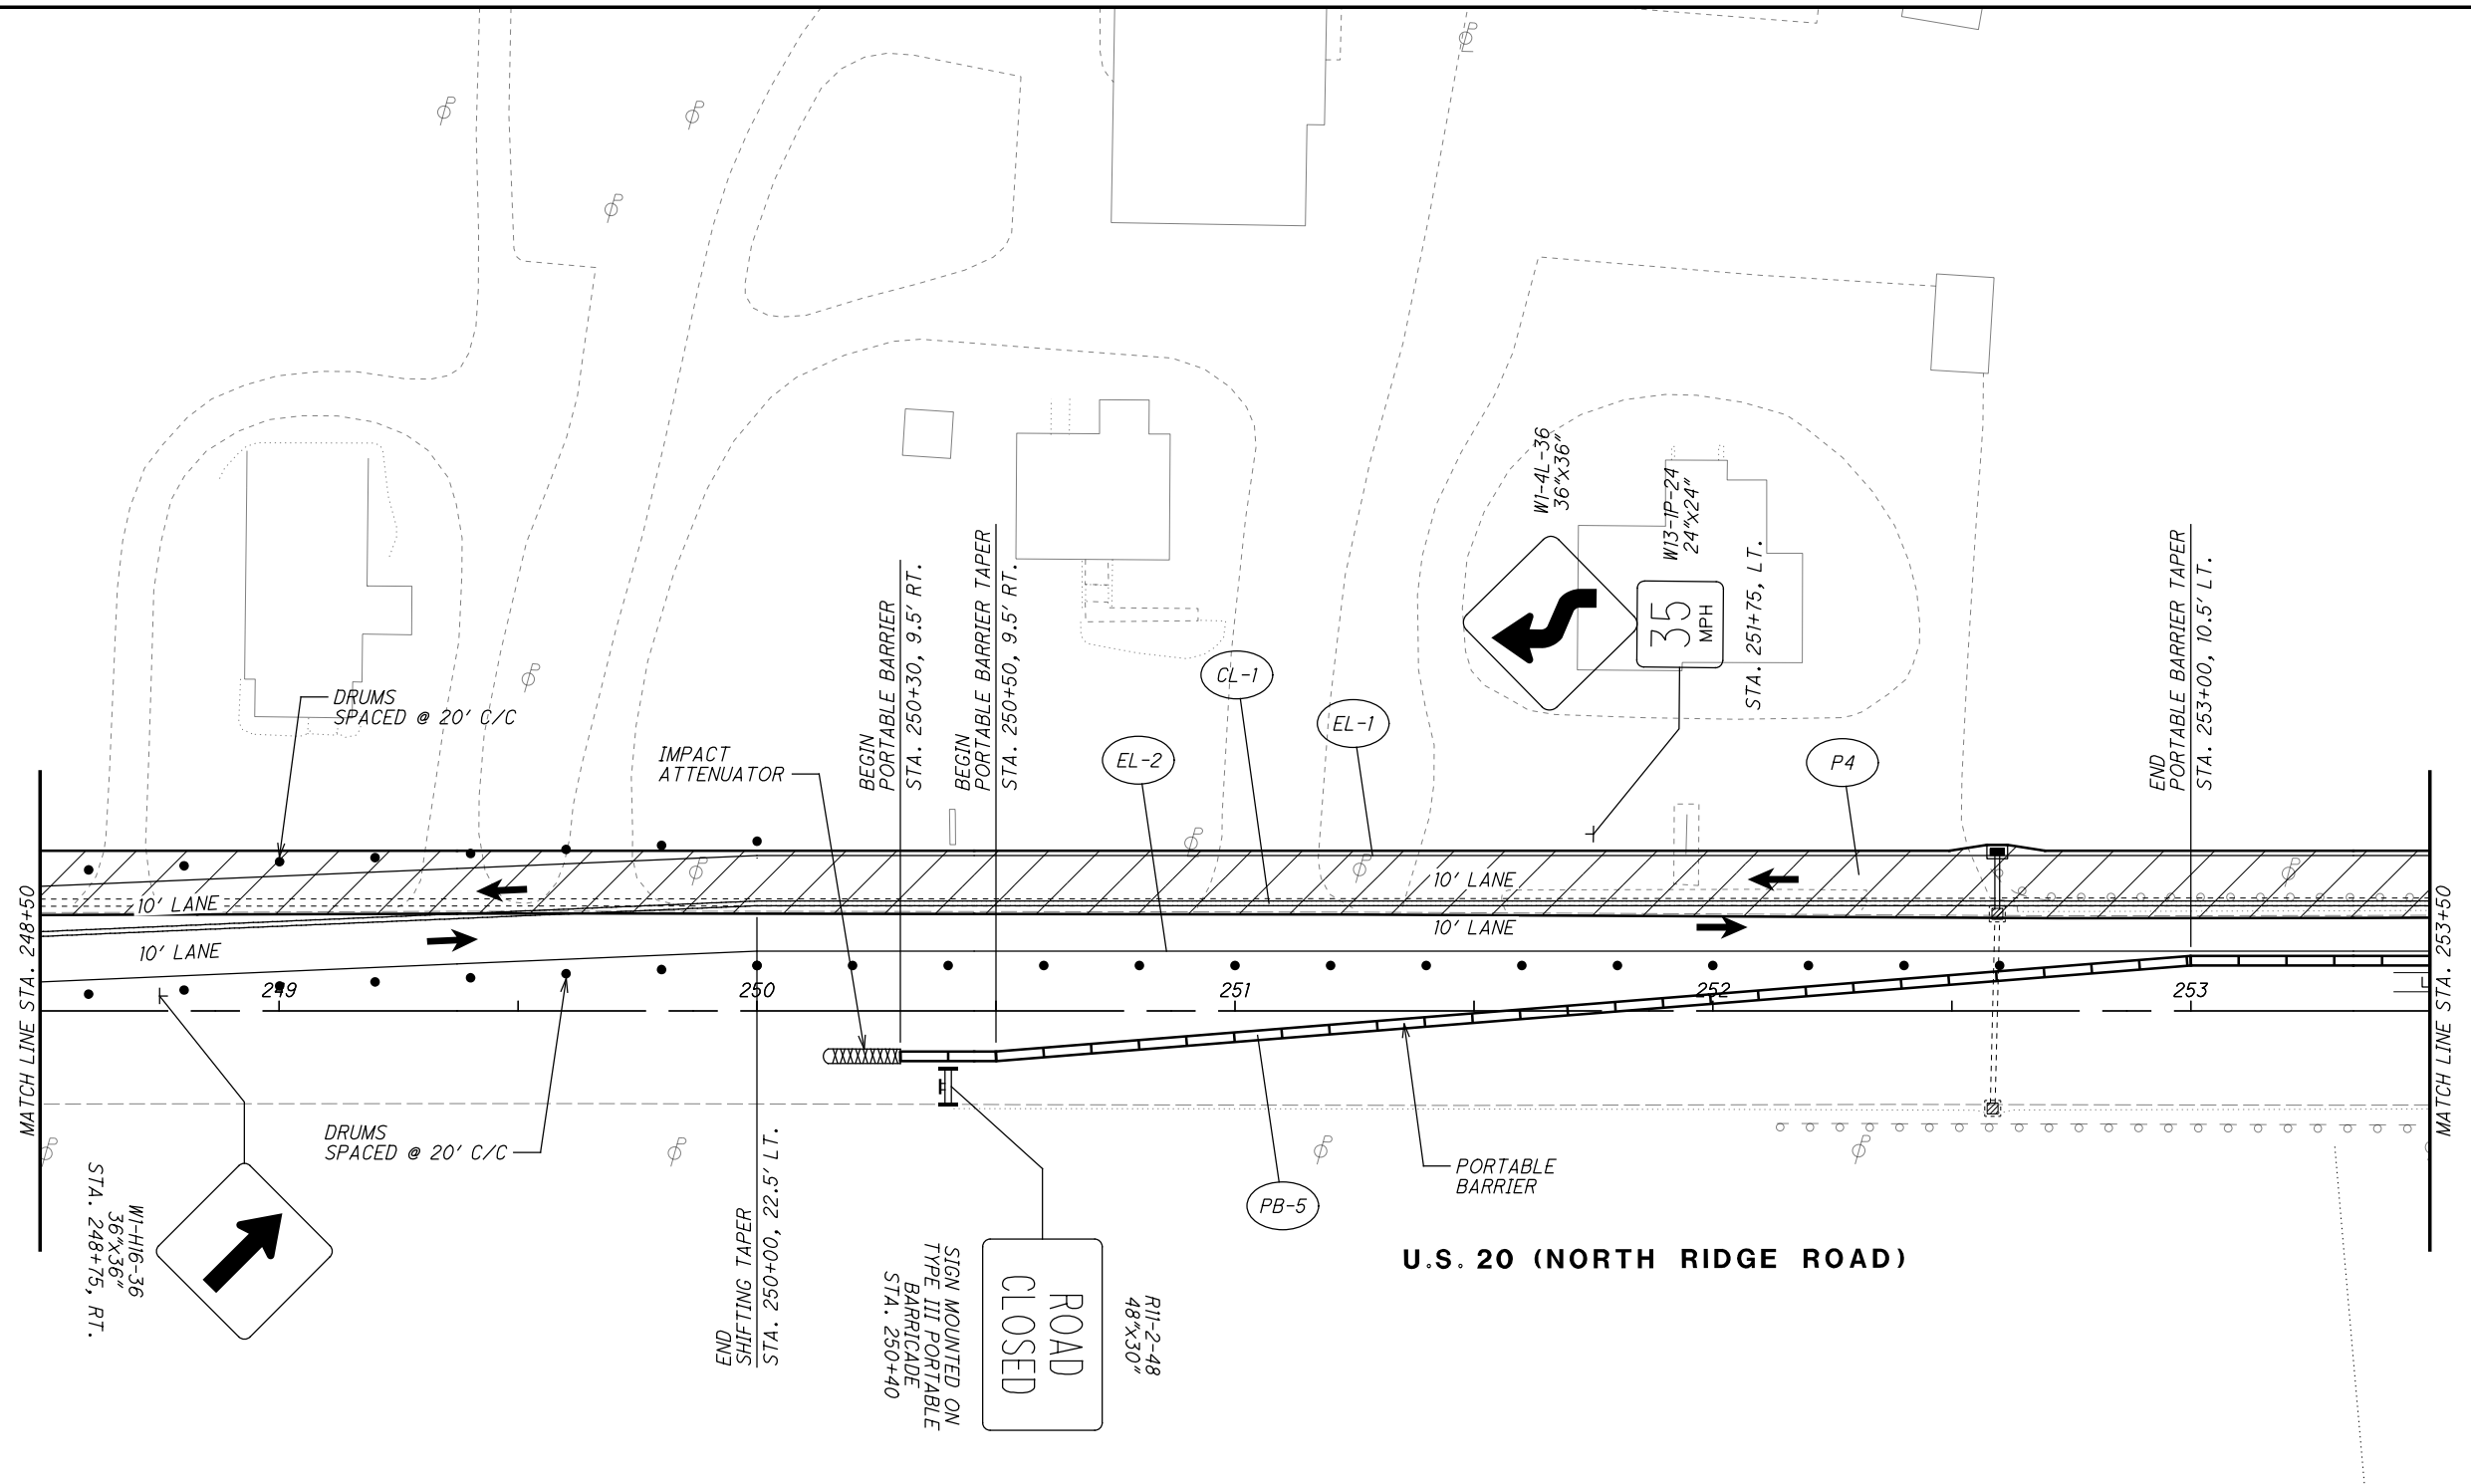 W1-4L-36
36"x36"
W13-1P-24
24"x24"
35
MPH
STA. 251+75, LT.
BEGIN
PORTABLE BARRIER
STA. 250+30, 9.5' RT.
BEGIN
PORTABLE BARRIER TAPER
STA. 250+50, 9.5' RT.
END
PORTABLE BARRIER TAPER
STA. 253+00, 10.5' LT.
DRUMS
SPACED @ 20' C/C
IMPACT
ATTENUATOR
CL-1
EL-1
EL-2
P4
10' LANE
10' LANE
10' LANE
10' LANE
MATCH LINE STA. 248+50
MATCH LINE STA. 253+50
249
250
251
252
253
DRUMS
SPACED @ 20' C/C
PORTABLE
BARRIER
PB-5
END
SHIFTING TAPER
STA. 250+00, 22.5' LT.
W1-H16-36
36"x36"
STA. 248+75, RT.
SIGN MOUNTED ON
TYPE III PORTABLE
BARRICADE
STA. 250+40
ROAD
CLOSED
R11-2-48
48"x30"
U.S. 20 (NORTH RIDGE ROAD)
P
P
P
P
P
P
P
P
P
P
P
P
P